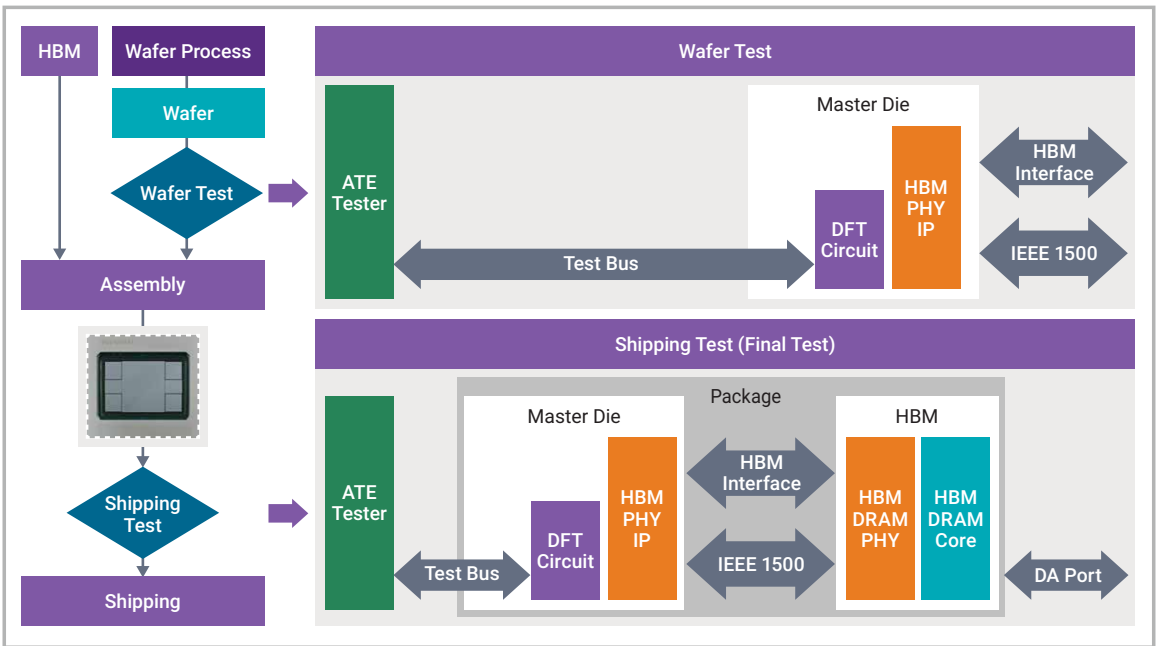 HBM
Wafer Process
Wafer
Wafer Test
Assembly
Shipping
Test
Shipping
Wafer Test
ATE
Tester
Test Bus
Master Die
DFT
Circuit
HBM
PHY
IP
HBM
Interface
IEEE 1500
Shipping Test (Final Test)
ATE
Tester
Test Bus
Package
Master Die
DFT
Circuit
HBM
PHY
IP
HBM
Interface
IEEE 1500
HBM
HBM
DRAM
PHY
HBM
DRAM
Core
DA Port